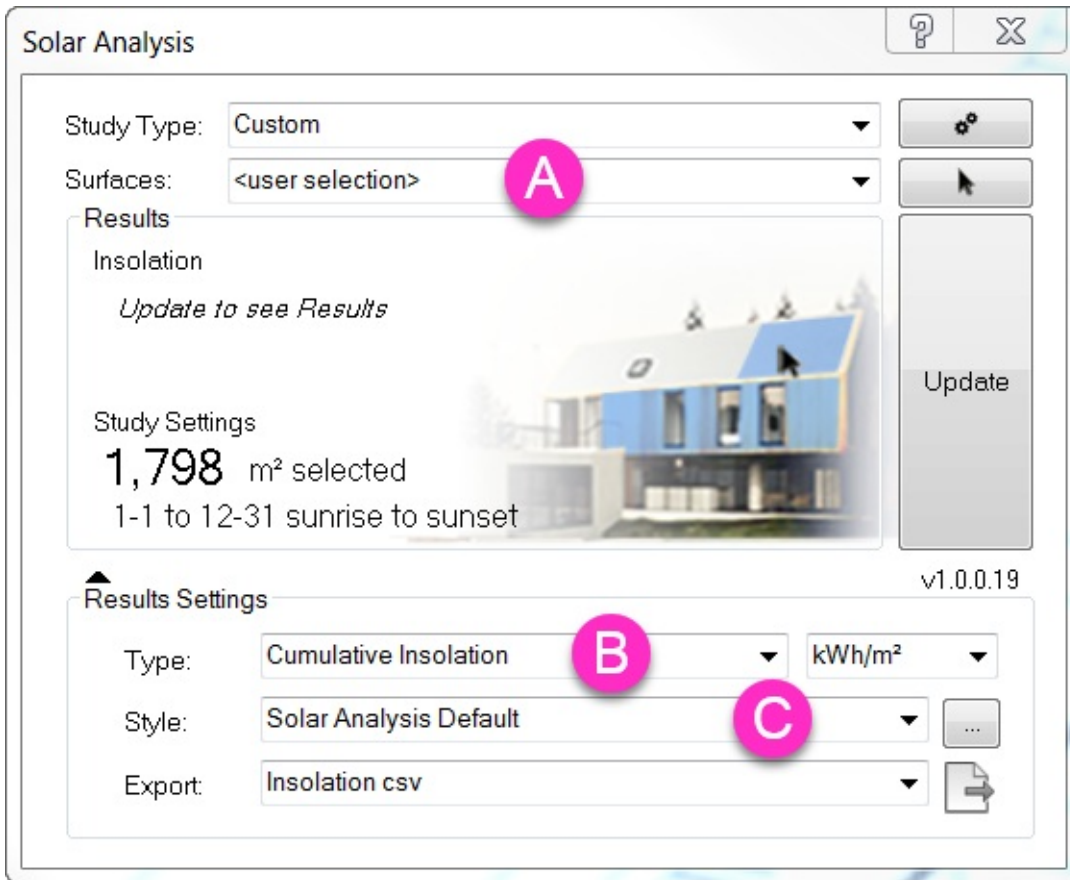 Solar Analysis
Study Type: Custom
Surfaces: <user selection> A
Results
Insolation
Update to see Results
Update
Study Settings
1,798 m² selected
1-1 to 12-31 sunrise to sunset
v1.0.0.19
Results Settings
Type: Cumulative Insolation B kWh/m²
Style: Solar Analysis Default C ...
Export: Insolation csv